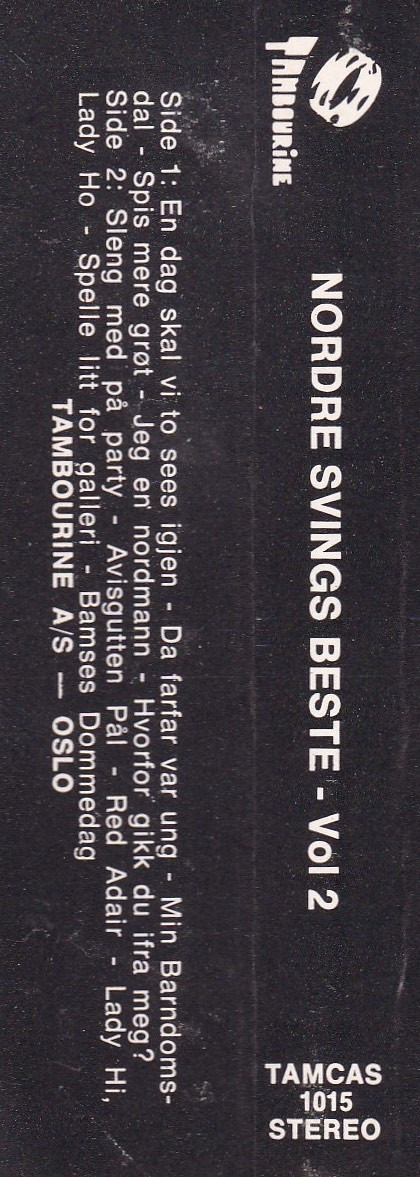 TAMBOURINE
NORDRE SVINGS BESTE - Vol 2
TAMCAS
1015
STEREO
Side 1: En dag skal vi to sees igjen - Da farfar var ung - Min Barndoms-
dal - Spis mere grøt - Jeg en nordmann - Hvorfor gikk du ifra meg?
Side 2: Sleng med på party - Avisgutten Pål - Red Adair - Lady Hi,
Lady Ho - Spelle litt for galleri - Bamses Dommedag
TAMBOURINE A/S — OSLO